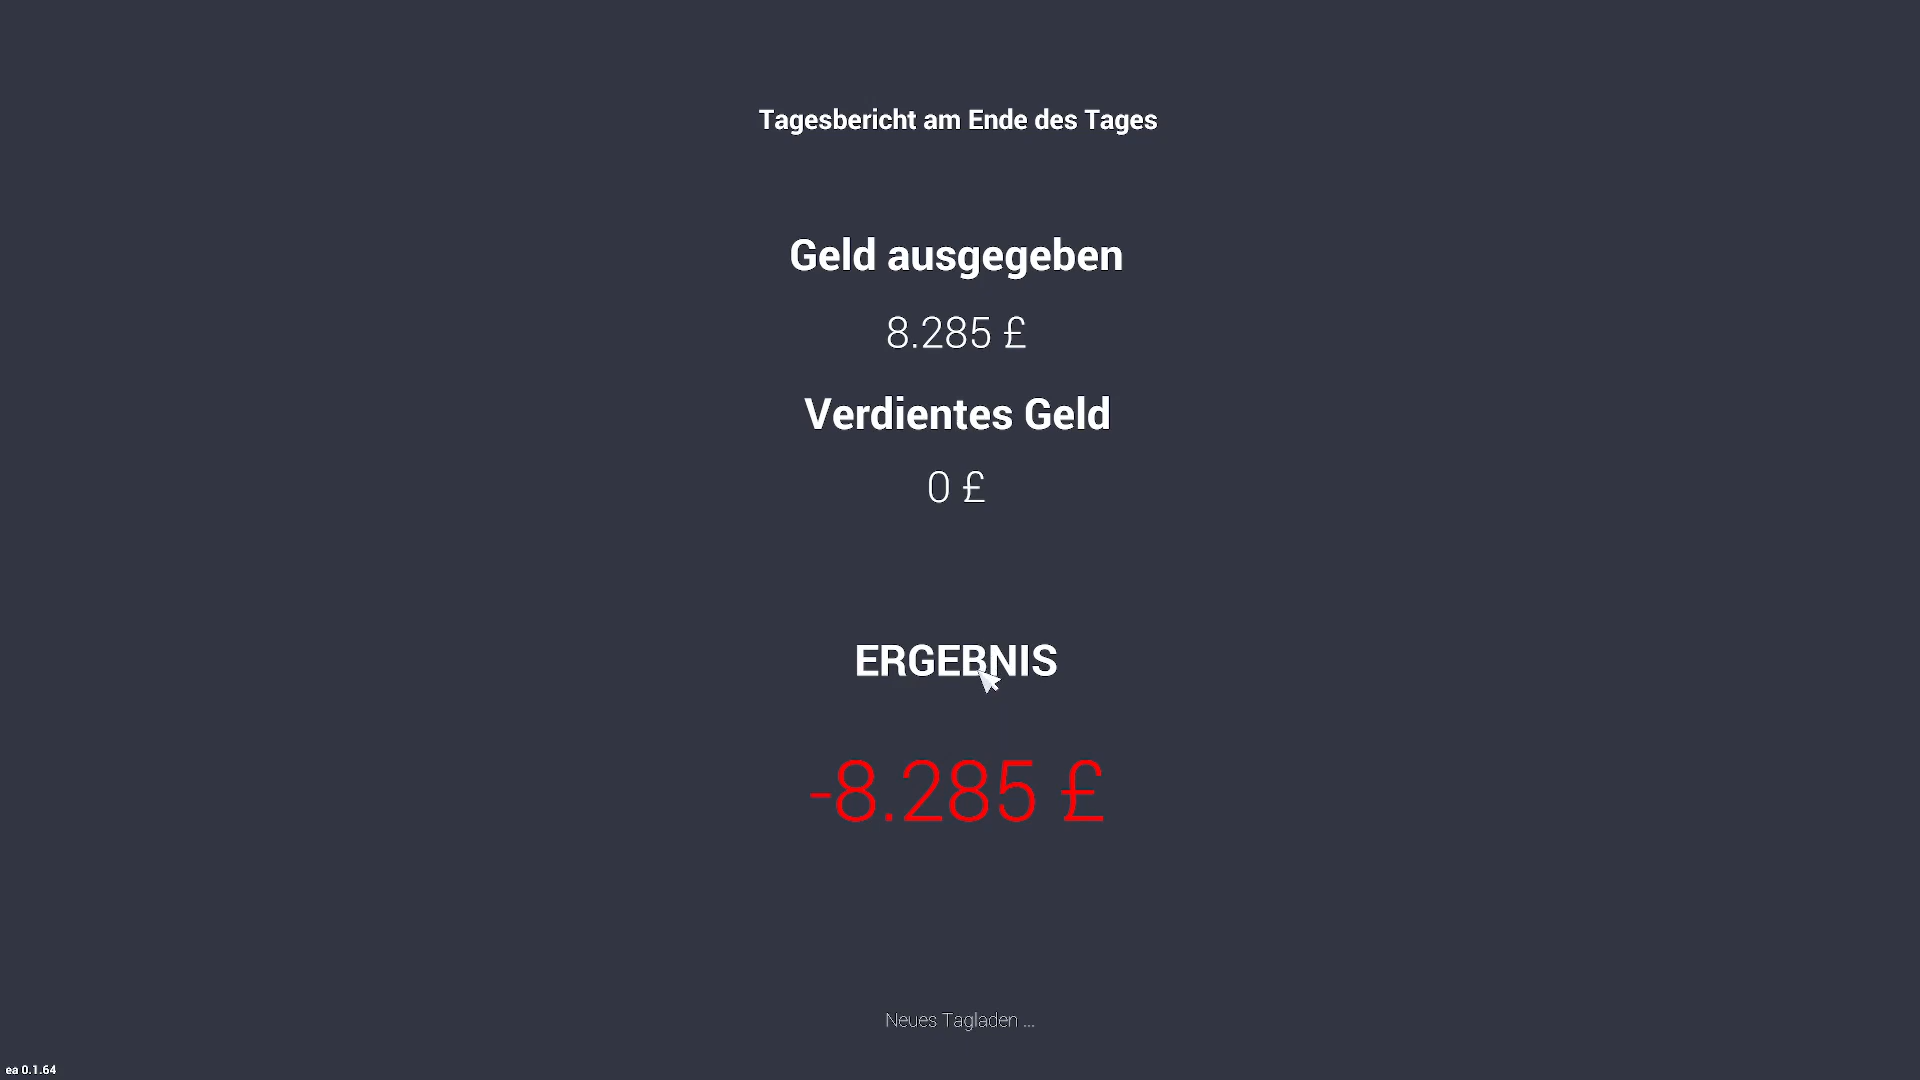 Tagesbericht am Ende des Tages
Geld ausgegeben
8.285 £
Verdientes Geld
0 £
ERGEBNIS
-8.285 £
Neues Tagladen ...
ea 0.1.64